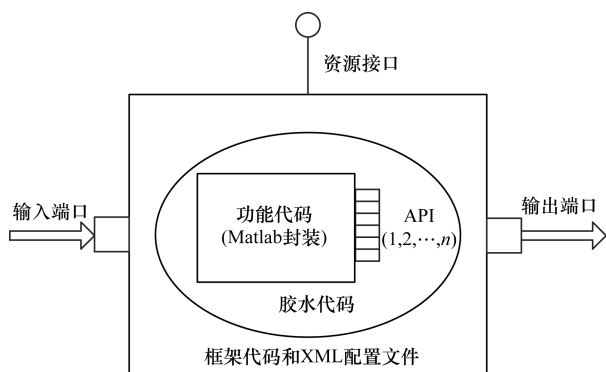 资源接口
输入端口
功能代码
(Matlab封装)
API
(1,2,⋯,n)
输出端口
胶水代码
框架代码和XML配置文件